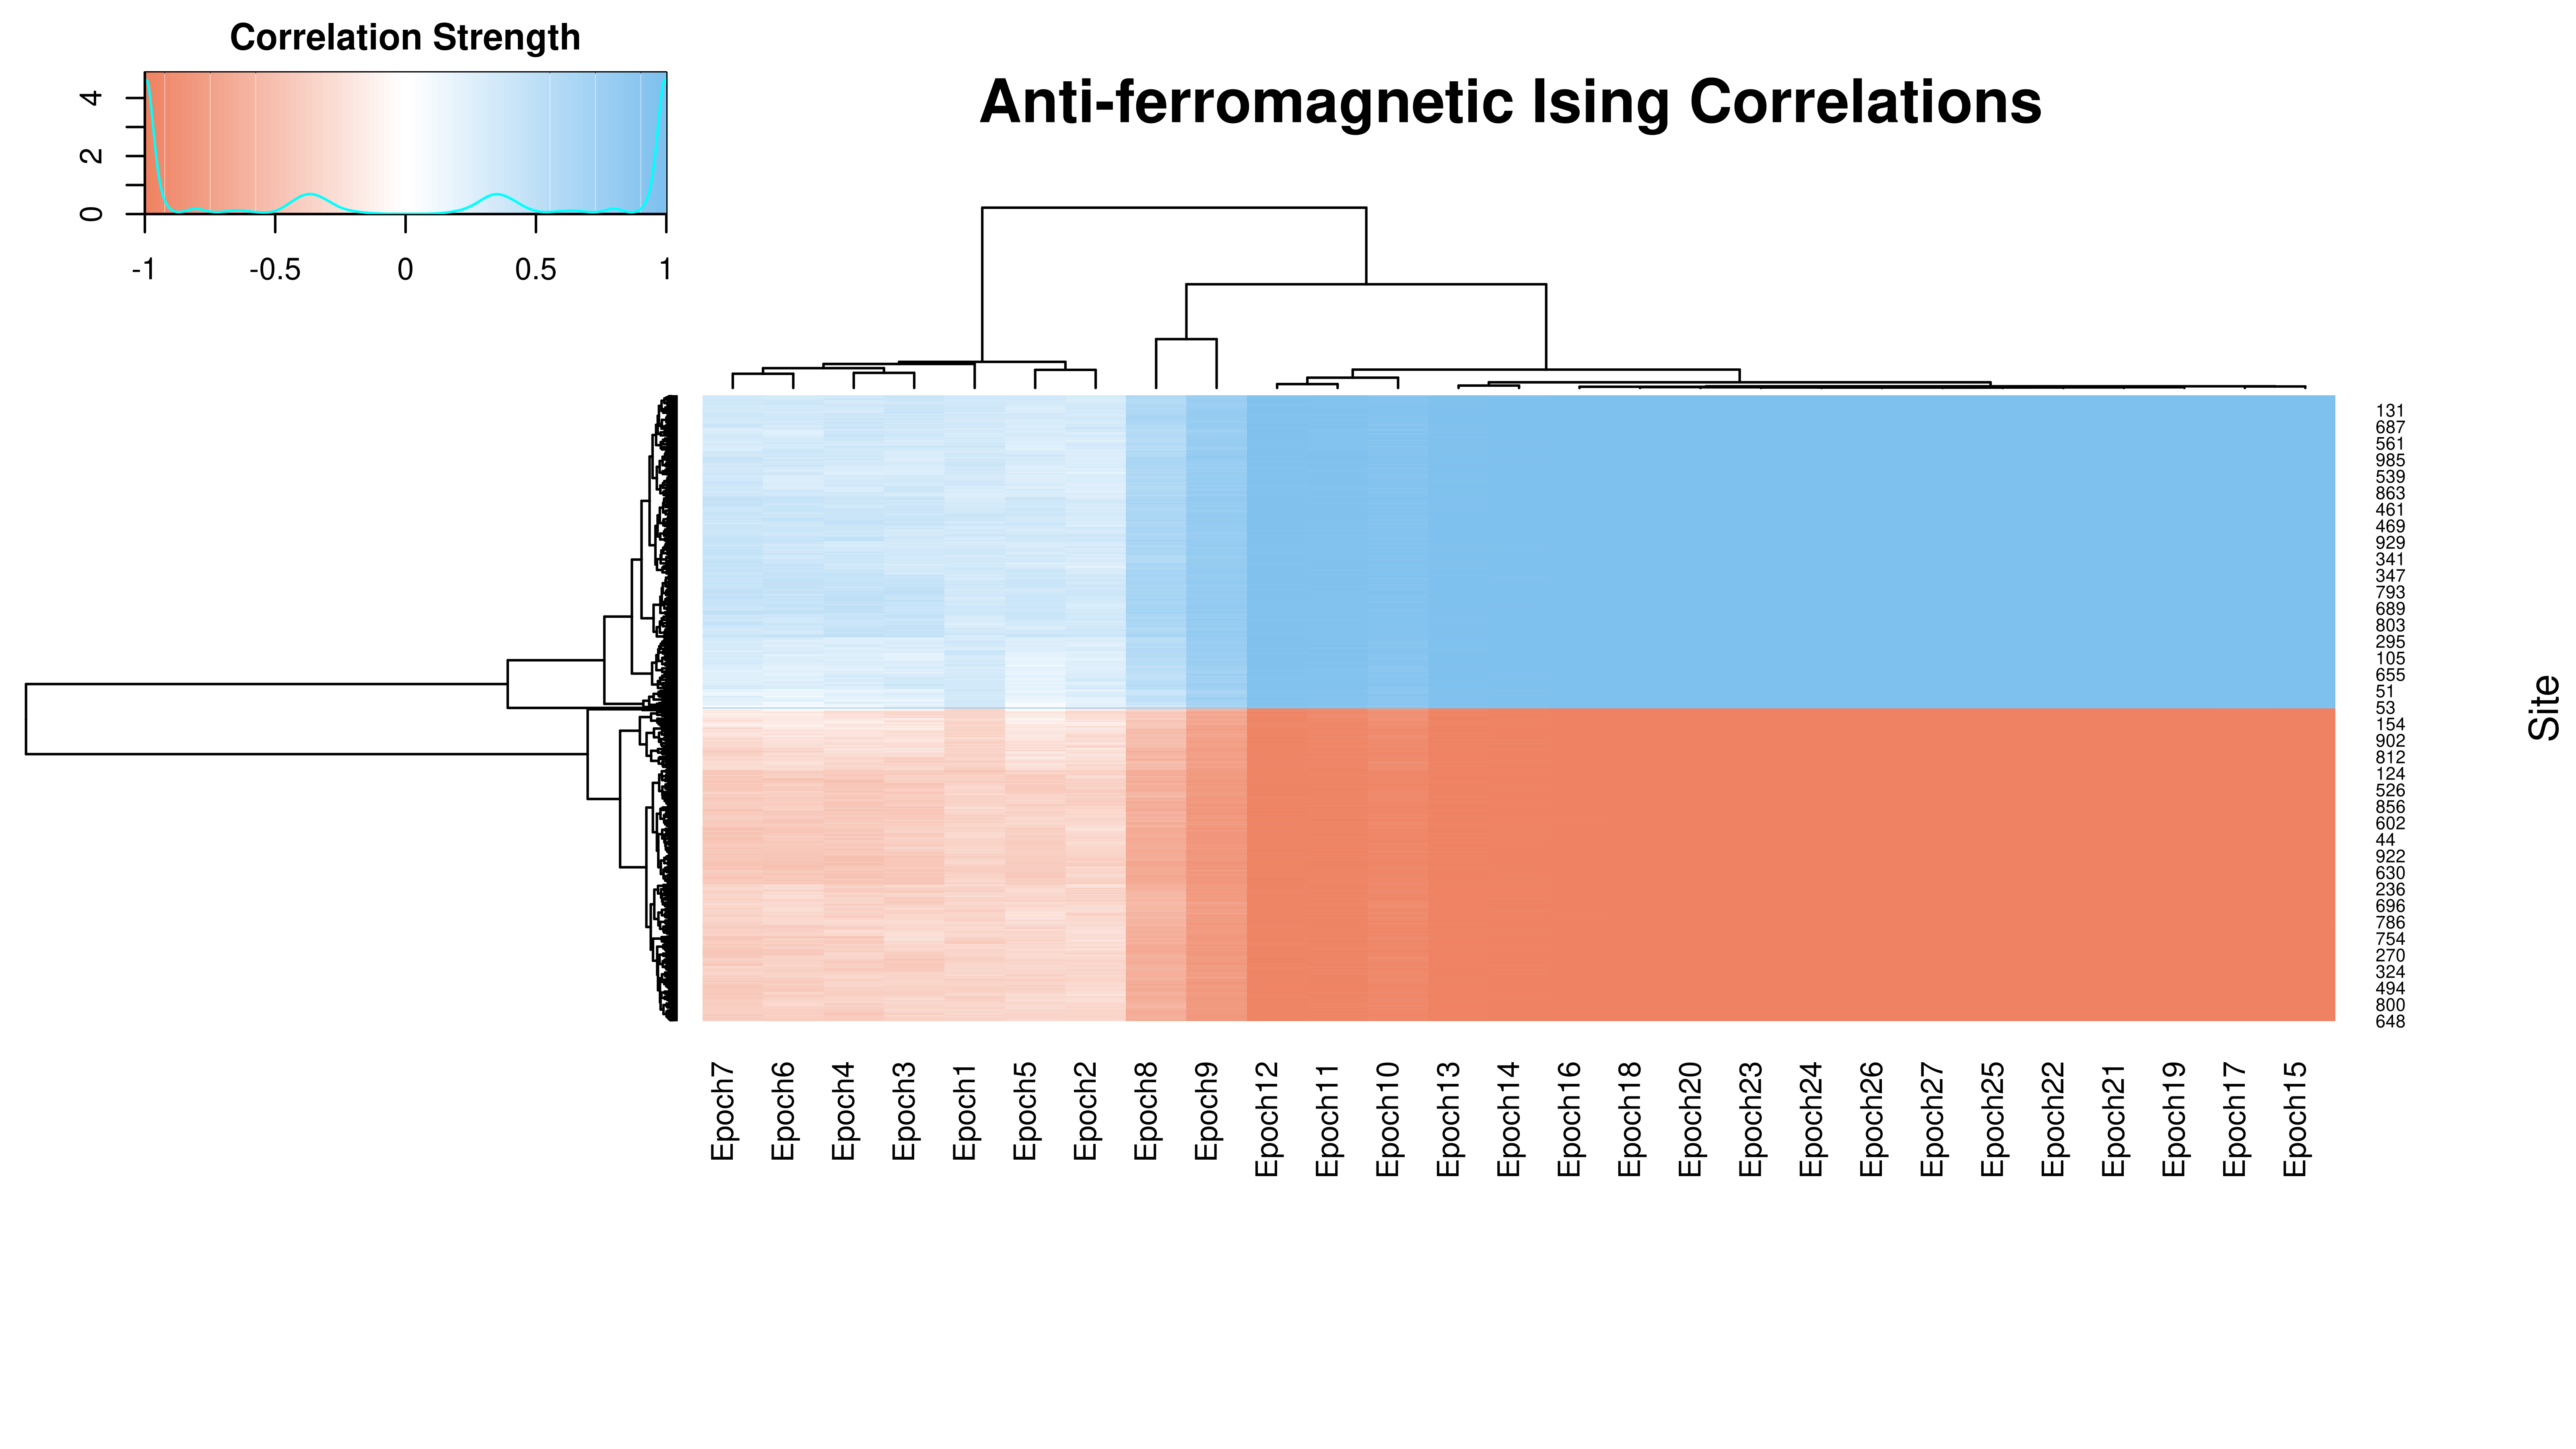 Correlation Strength
Anti-ferromagnetic Ising Correlations
4
2
0
-1 -0.5 0 0.5 1
131
687
561
985
539
863
461
469
929
341
347
793
689
803
295
105
655
51
53
154
902
812
124
526
856
602
44
922
630
236
696
786
754
270
324
494
800
648
Site
Epoch7
Epoch6
Epoch4
Epoch3
Epoch1
Epoch5
Epoch2
Epoch8
Epoch9
Epoch12
Epoch11
Epoch10
Epoch13
Epoch14
Epoch16
Epoch18
Epoch20
Epoch23
Epoch24
Epoch26
Epoch27
Epoch25
Epoch22
Epoch21
Epoch19
Epoch17
Epoch15